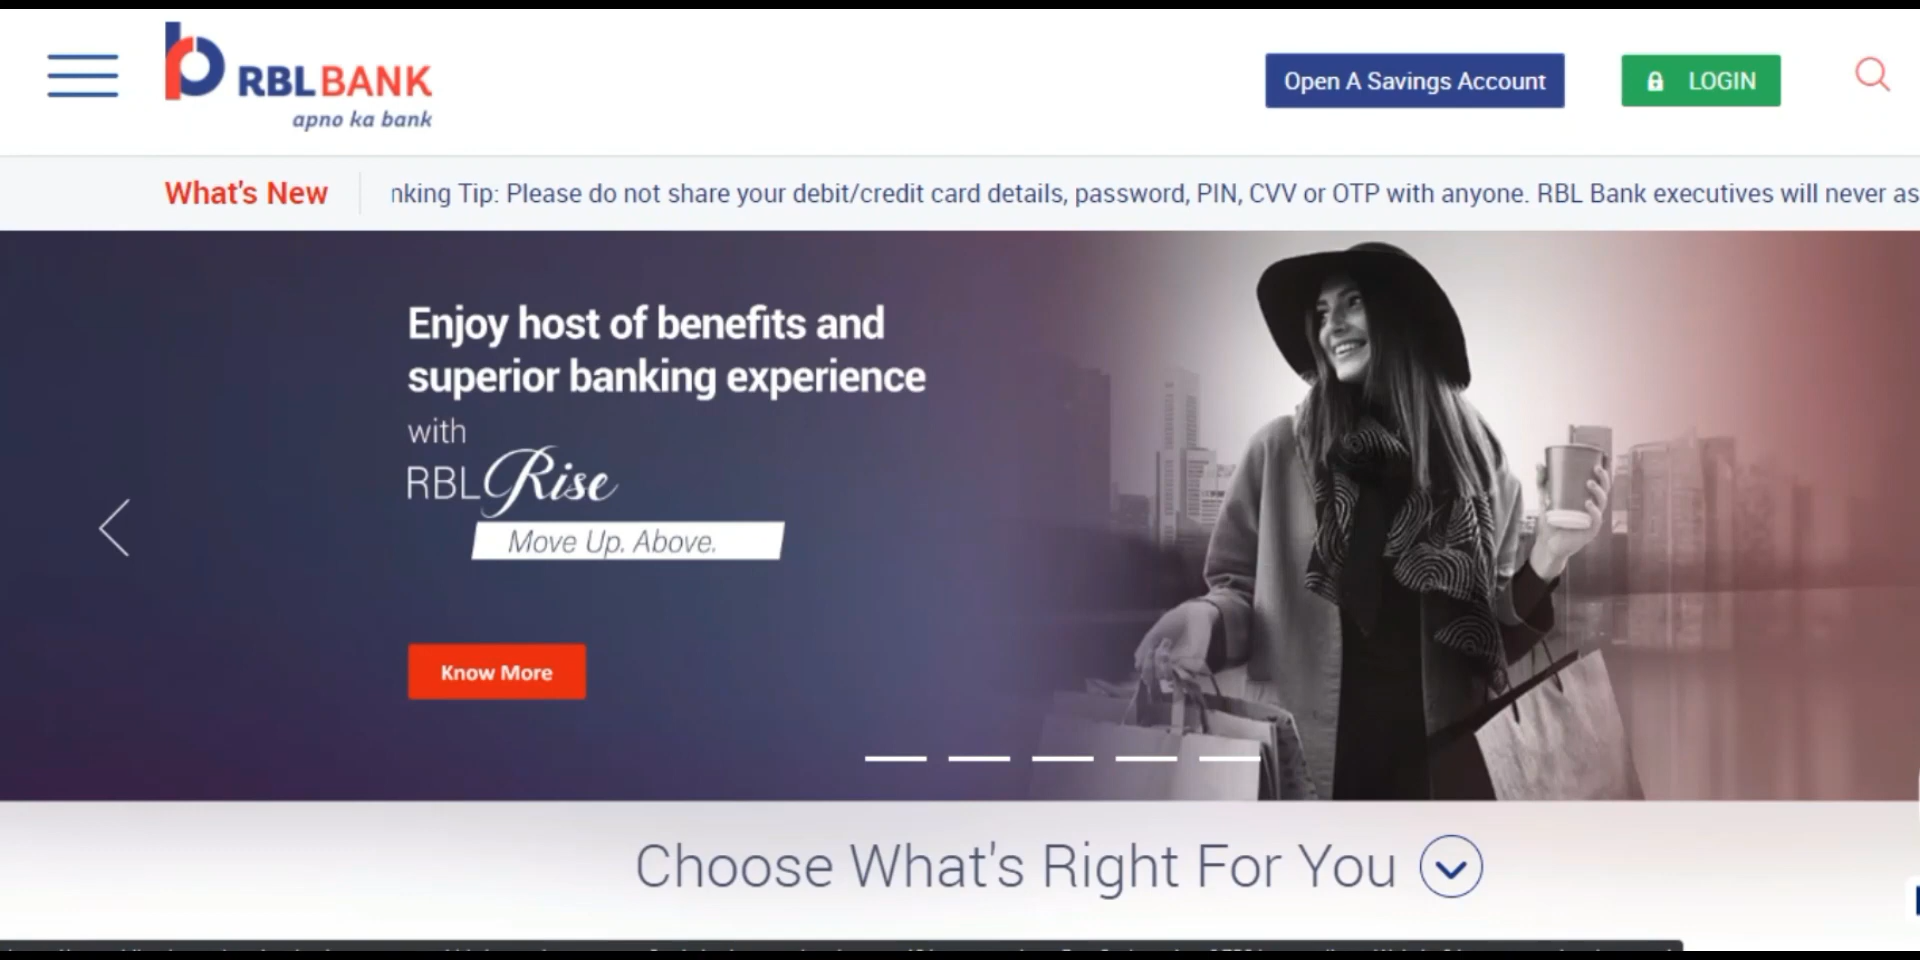 RBL BANK
apno ka bank
Open A Savings Account
LOGIN
What's New
nking Tip: Please do not share your debit/credit card details, password, PIN, CVV or OTP with anyone. RBL Bank executives will never as
Enjoy host of benefits and
superior banking experience
with
RBL Rise
Move Up. Above.
Know More
Choose What's Right For You